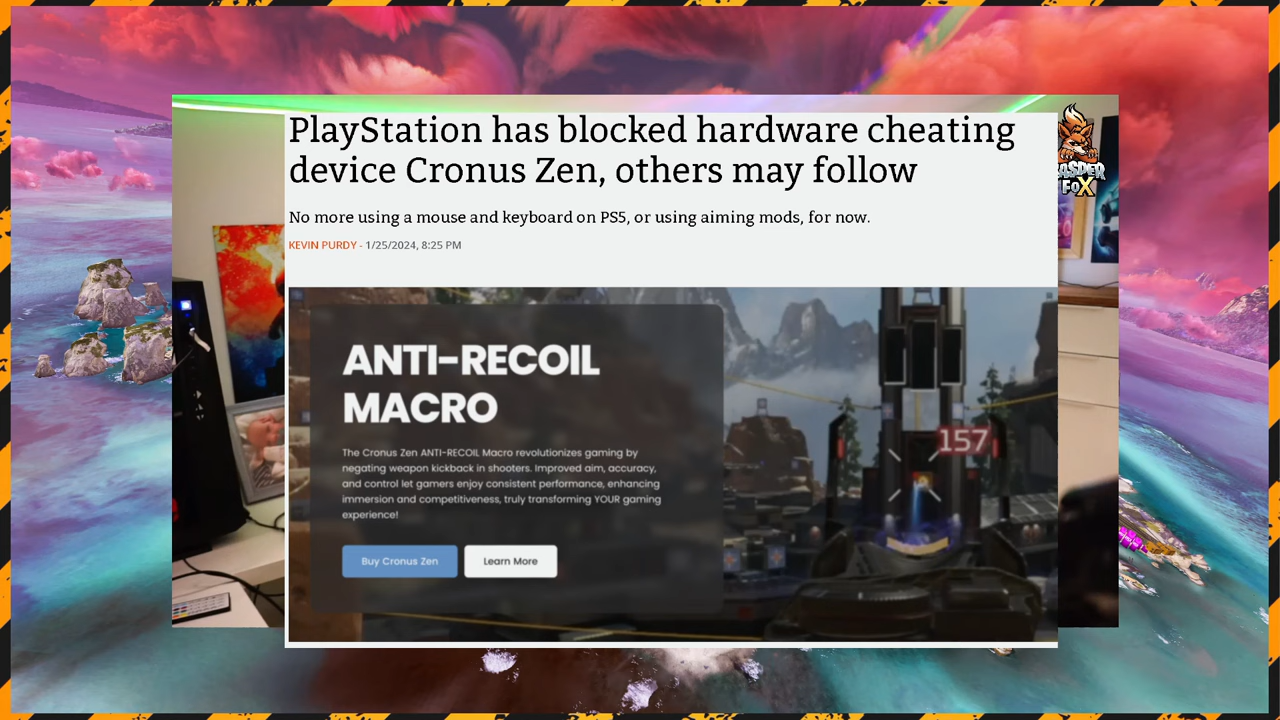 PlayStation has blocked hardware cheating
device Cronus Zen, others may follow
No more using a mouse and keyboard on PS5, or using aiming mods, for now.
KEVIN PURDY - 1/25/2024, 8:25 PM
ANTI-RECOIL
MACRO
The Cronus Zen ANTI-RECOIL Macro revolutionizes gaming by
negating weapon kickback in shooters. Improved aim, accuracy,
and control let gamers enjoy consistent performance, enhancing
immersion and competitiveness, truly transforming YOUR gaming
experience!
Buy Cronus Zen
Learn More
157
FOX